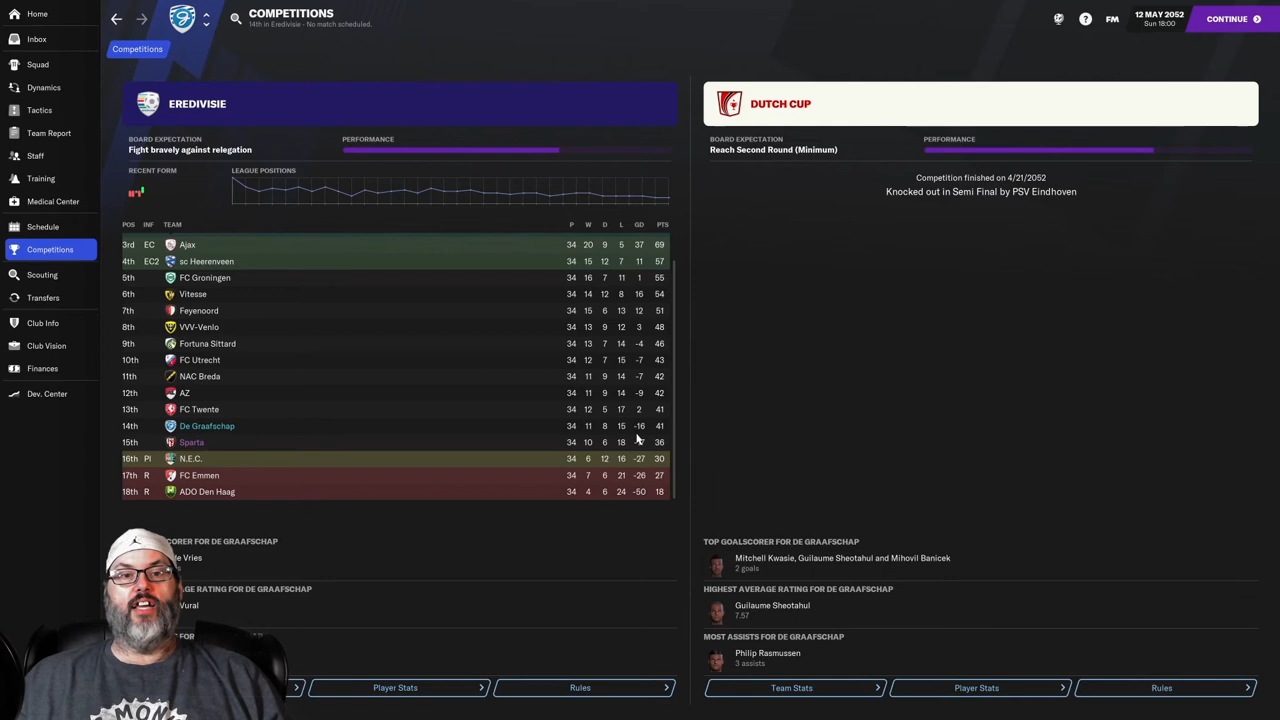 Home
Inbox
Squad
Dynamics
Tactics
Team Report
Staff
Training
Medical Center
Schedule
Competitions
Scouting
Transfers
Club Info
Club Vision
Finances
Dev. Center
COMPETITIONS
14th in Eredivisie - No match scheduled.
FM
12 MAY 2052
Sun 18:00
CONTINUE
Competitions
EREDIVISIE
BOARD EXPECTATION PERFORMANCE
Fight bravely against relegation
RECENT FORM LEAGUE POSITIONS
POS INF TEAM P W D L GD PTS
3rd EC Ajax 34 20 9 5 37 69
4th EC2 sc Heerenveen 34 15 12 7 11 57
5th FC Groningen 34 16 7 11 1 55
6th Vitesse 34 14 12 8 16 54
7th Feyenoord 34 15 6 13 12 51
8th VVV-Venlo 34 13 9 12 3 48
9th Fortuna Sittard 34 13 7 14 -4 46
10th FC Utrecht 34 12 7 15 -7 43
11th NAC Breda 34 11 9 14 -7 42
12th AZ 34 11 9 14 -9 42
13th FC Twente 34 12 5 17 2 41
14th De Graafschap 34 11 8 15 -16 41
15th Sparta 34 10 6 18 36
16th Pl N.E.C. 34 6 12 16 -27 30
17th R FC Emmen 34 7 6 21 -26 27
18th R ADO Den Haag 34 4 6 24 -50 18
ORER FOR DE GRAAFSCHAP
Vries
AGE RATING FOR DE GRAAFSCHAP
Vural
Player Stats
Rules
DUTCH CUP
BOARD EXPECTATION PERFORMANCE
Reach Second Round (Minimum)
Competition finished on 4/21/2052
Knocked out in Semi Final by PSV Eindhoven
TOP GOALSCORER FOR DE GRAAFSCHAP
Mitchell Kwasie, Guilaume Sheotahul and Mihovil Banicek
2 goals
HIGHEST AVERAGE RATING FOR DE GRAAFSCHAP
Guilaume Sheotahul
7.57
MOST ASSISTS FOR DE GRAAFSCHAP
Philip Rasmussen
3 assists
Team Stats
Player Stats
Rules